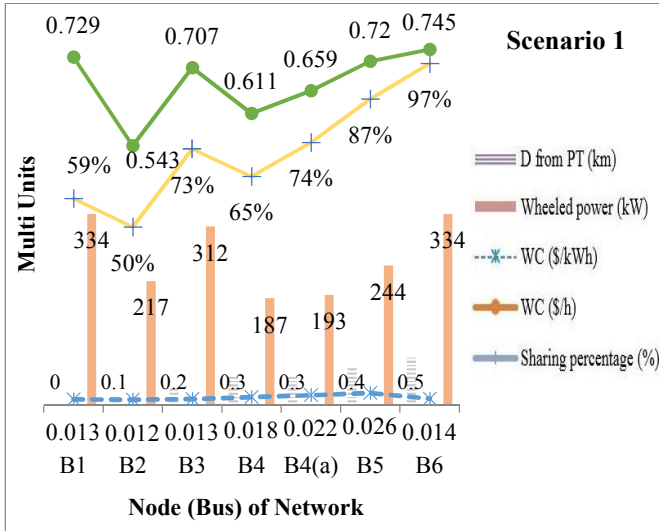 Scenario 1
0.729
0.543
0.707
0.611
0.659
0.72
0.745
59%
50%
73%
65%
74%
87%
97%
334
217
312
187
193
244
334
0
0.1
0.2
0.3
0.3
0.4
0.5
0.013
0.012
0.013
0.018
0.022
0.026
0.014
B1
B2
B3
B4
B4(a)
B5
B6
Node (Bus) of Network
Multi Units
D from PT (km)
Wheeled power (kW)
WC ($/kWh)
WC ($/h)
Sharing percentage (%)